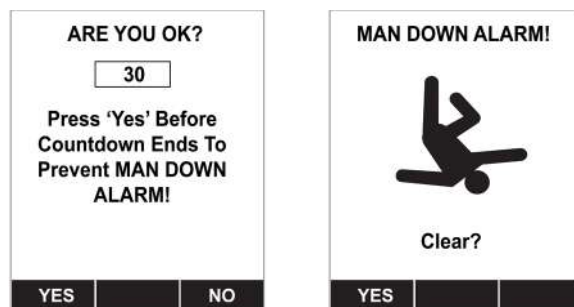 ARE YOU OK?
30
Press ‘Yes’ Before
Countdown Ends To
Prevent MAN DOWN
ALARM!
YES
NO
MAN DOWN ALARM!
Clear?
YES